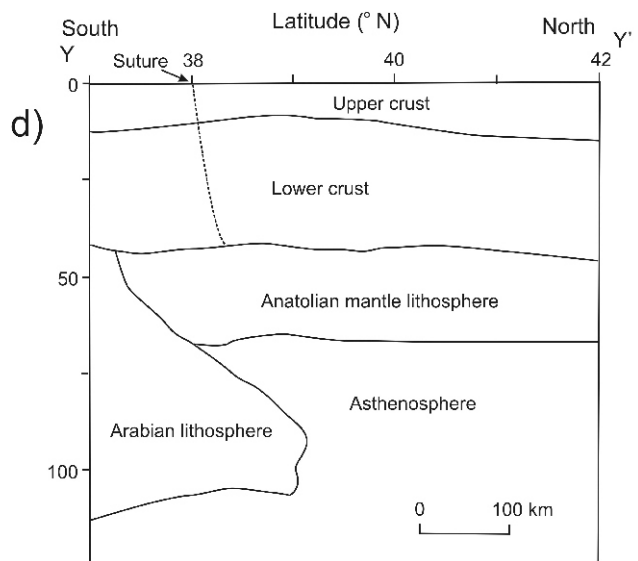 South
Latitude (° N)
North
Y
Y'
Suture
38
40
42
0
d)
Upper crust
Lower crust
50
Anatolian mantle lithosphere
Asthenosphere
Arabian lithosphere
100
0
100 km